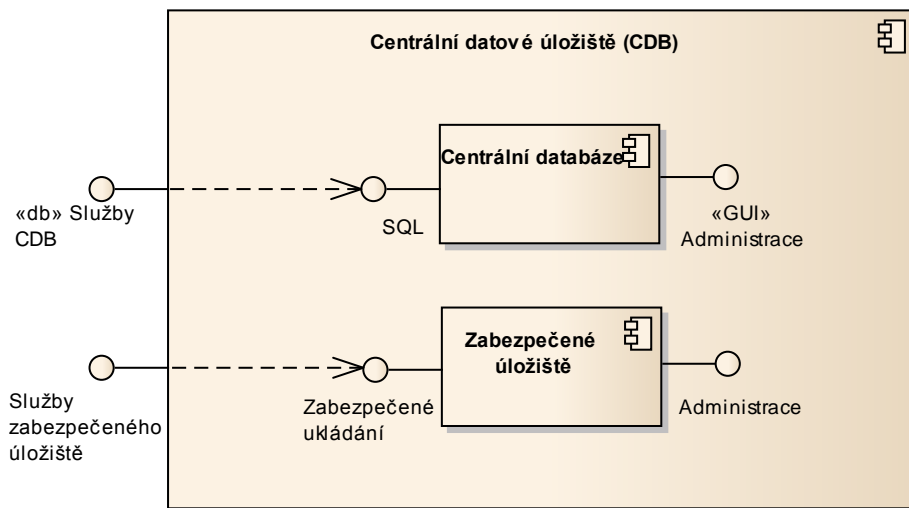 Centrální datové úložiště (CDB)
Centrální databáze
«db» Služby
CDB
SQL
«GUI»
Administrace
Zabezpečené
úložiště
Služby
zabezpečeného
úložiště
Zabezpečené
ukládání
Administrace